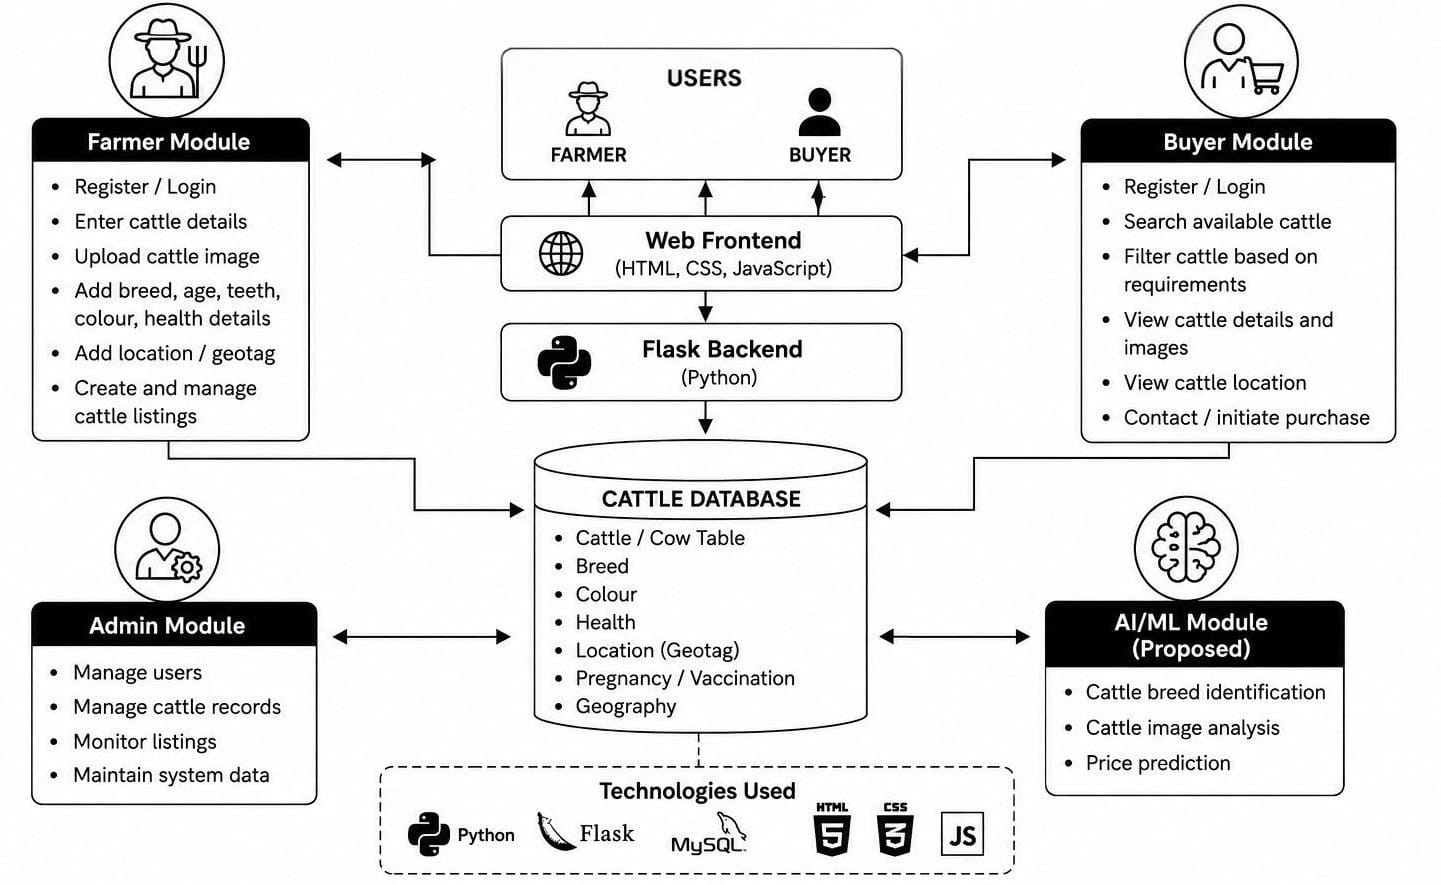 USERS
FARMER
BUYER
Farmer Module
• Register / Login
• Enter cattle details
• Upload cattle image
• Add breed, age, teeth,
colour, health details
• Add location / geotag
• Create and manage
cattle listings
Web Frontend
(HTML, CSS, JavaScript)
Flask Backend
(Python)
Buyer Module
• Register / Login
• Search available cattle
• Filter cattle based on
requirements
• View cattle details and
images
• View cattle location
• Contact / initiate purchase
CATTLE DATABASE
• Cattle / Cow Table
• Breed
• Colour
• Health
• Location (Geotag)
• Pregnancy / Vaccination
• Geography
Admin Module
• Manage users
• Manage cattle records
• Monitor listings
• Maintain system data
AI/ML Module
(Proposed)
• Cattle breed identification
• Cattle image analysis
• Price prediction
Technologies Used
Python
Flask
MySQL
HTML
5
CSS
3
JS